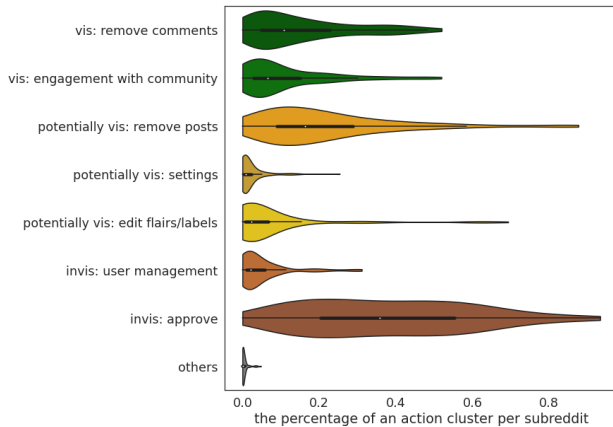 vis: remove comments
vis: engagement with community
potentially vis: remove posts
potentially vis: settings
potentially vis: edit flairs/labels
invis: user management
invis: approve
others
0.0 0.2 0.4 0.6 0.8
the percentage of an action cluster per subreddit